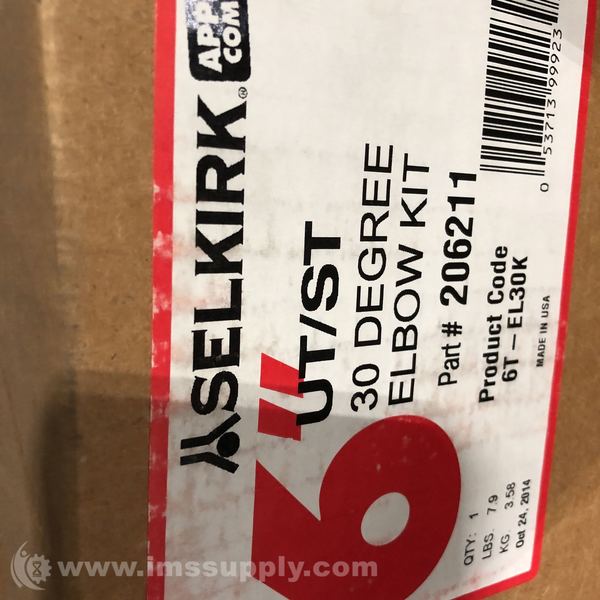 SELKIRK®
APP
COM
6"
UT/ST
30 DEGREE
ELBOW KIT
Part # 206211
Product Code
6T - EL30K
MADE IN USA
0 53713 99923
QTY: 1
LBS. 7.9
KG. 3.58
Oct 24, 2014
www.imssupply.com